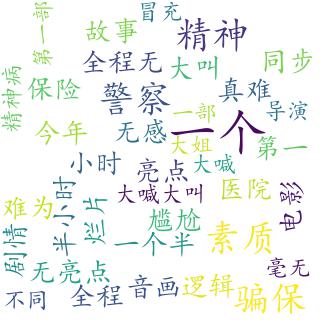 冒充
第一部
故事
精神
全程无
大叫
同步
精神病
保险
警察
真难
导演
今年
无感
一部
一个
大姐
第一
小时
亮点
大喊
半小时
大喊大叫
医院
电影
难为
烂片
尴尬
剧情
一个半
素质
无亮点
毫无
不同
全程
音画
逻辑
骗保